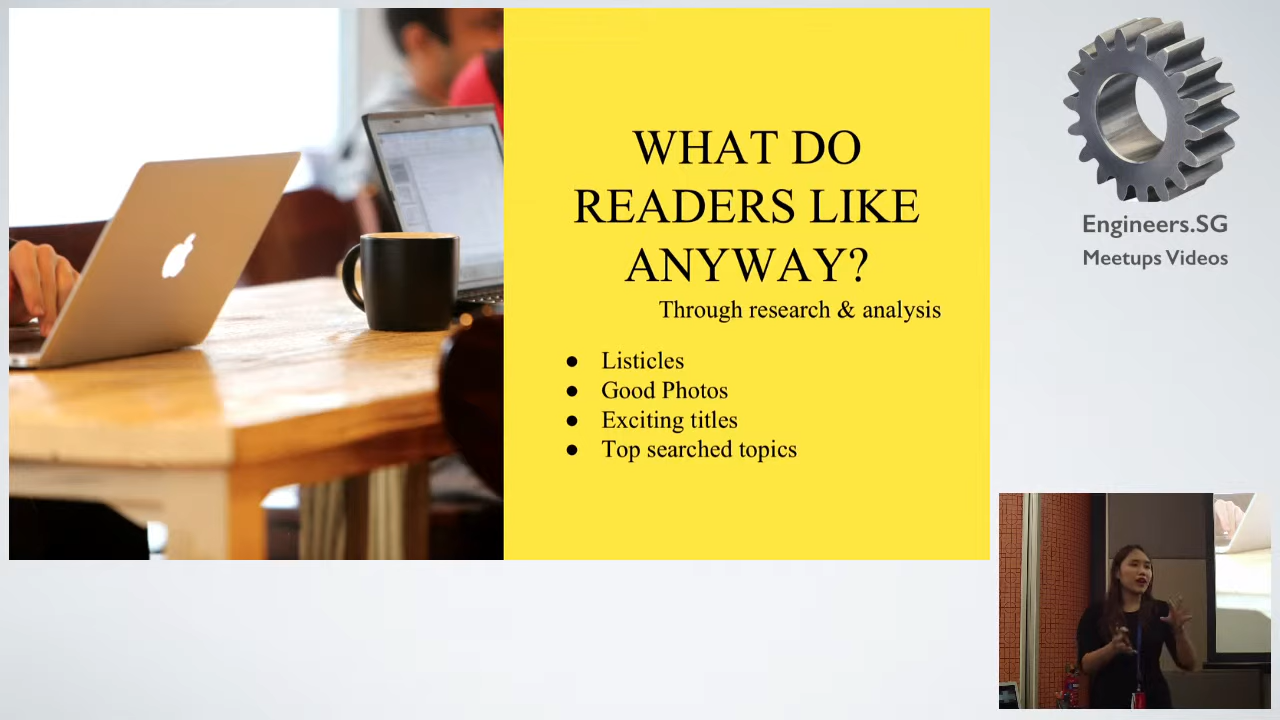 WHAT DO
READERS LIKE
ANYWAY?
Through research & analysis
● Listicles
● Good Photos
● Exciting titles
● Top searched topics
Engineers.SG
Meetups Videos